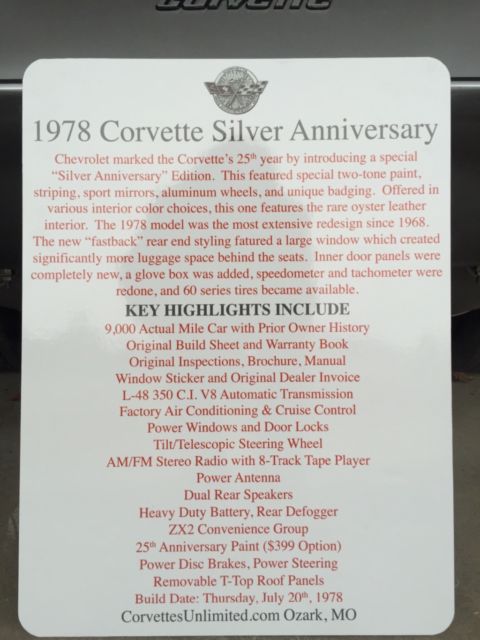 Corvette
1978 Corvette Silver Anniversary
Chevrolet marked the Corvette's 25th year by introducing a special
"Silver Anniversary" Edition. This featured special two-tone paint,
striping, sport mirrors, aluminum wheels, and unique badging. Offered in
various interior color choices, this one features the rare oyster leather
interior. The 1978 model was the most extensive redesign since 1968.
The new "fastback" rear end styling fatured a large window which created
significantly more luggage space behind the seats. Inner door panels were
completely new, a glove box was added, speedometer and tachometer were
redone, and 60 series tires became available.
KEY HIGHLIGHTS INCLUDE
9,000 Actual Mile Car with Prior Owner History
Original Build Sheet and Warranty Book
Original Inspections, Brochure, Manual
Window Sticker and Original Dealer Invoice
L-48 350 C.I. V8 Automatic Transmission
Factory Air Conditioning & Cruise Control
Power Windows and Door Locks
Tilt/Telescopic Steering Wheel
AM/FM Stereo Radio with 8-Track Tape Player
Power Antenna
Dual Rear Speakers
Heavy Duty Battery, Rear Defogger
ZX2 Convenience Group
25th Anniversary Paint ($399 Option)
Power Disc Brakes, Power Steering
Removable T-Top Roof Panels
Build Date: Thursday, July 20th, 1978
CorvettesUnlimited.com Ozark, MO